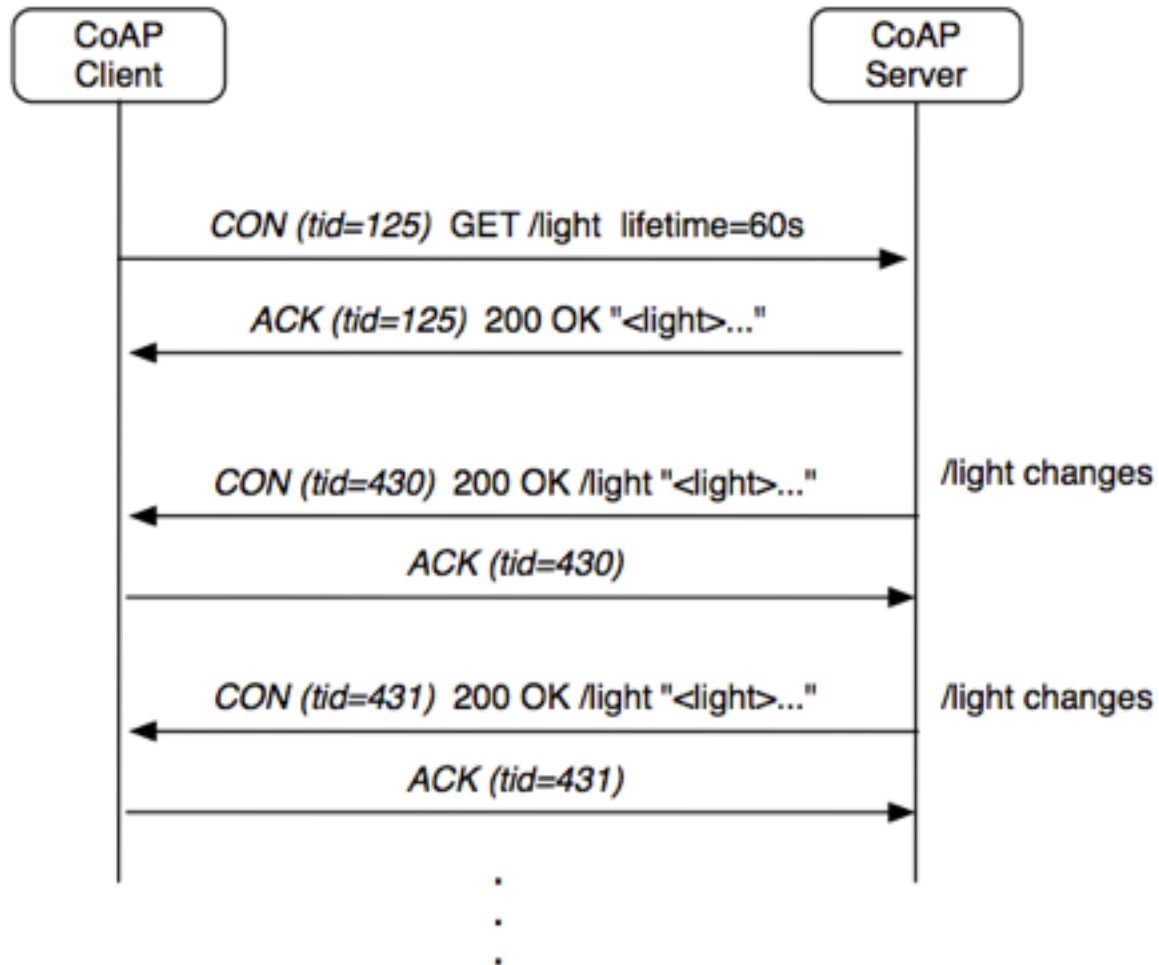 CoAP
Client
CoAP
Server
CON (tid=125) GET /light lifetime=60s
ACK (tid=125) 200 OK "<light>..."
CON (tid=430) 200 OK /light "<light>..."
/light changes
ACK (tid=430)
CON (tid=431) 200 OK /light "<light>..."
/light changes
ACK (tid=431)
.
.
.